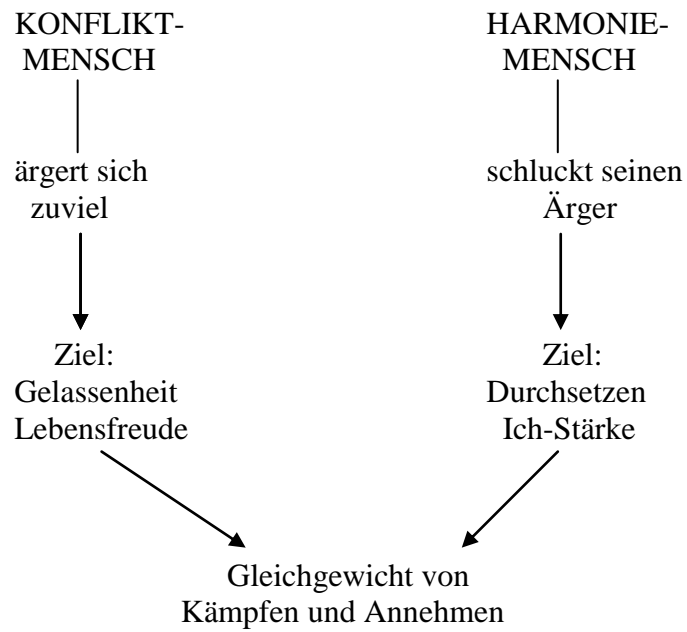 KONFLIKT-
MENSCH
ärgert sich
zuviel
Ziel:
Gelassenheit
Lebensfreude
HARMONIE-
MENSCH
schluckt seinen
Ärger
Ziel:
Durchsetzen
Ich-Stärke
Gleichgewicht von
Kämpfen und Annehmen